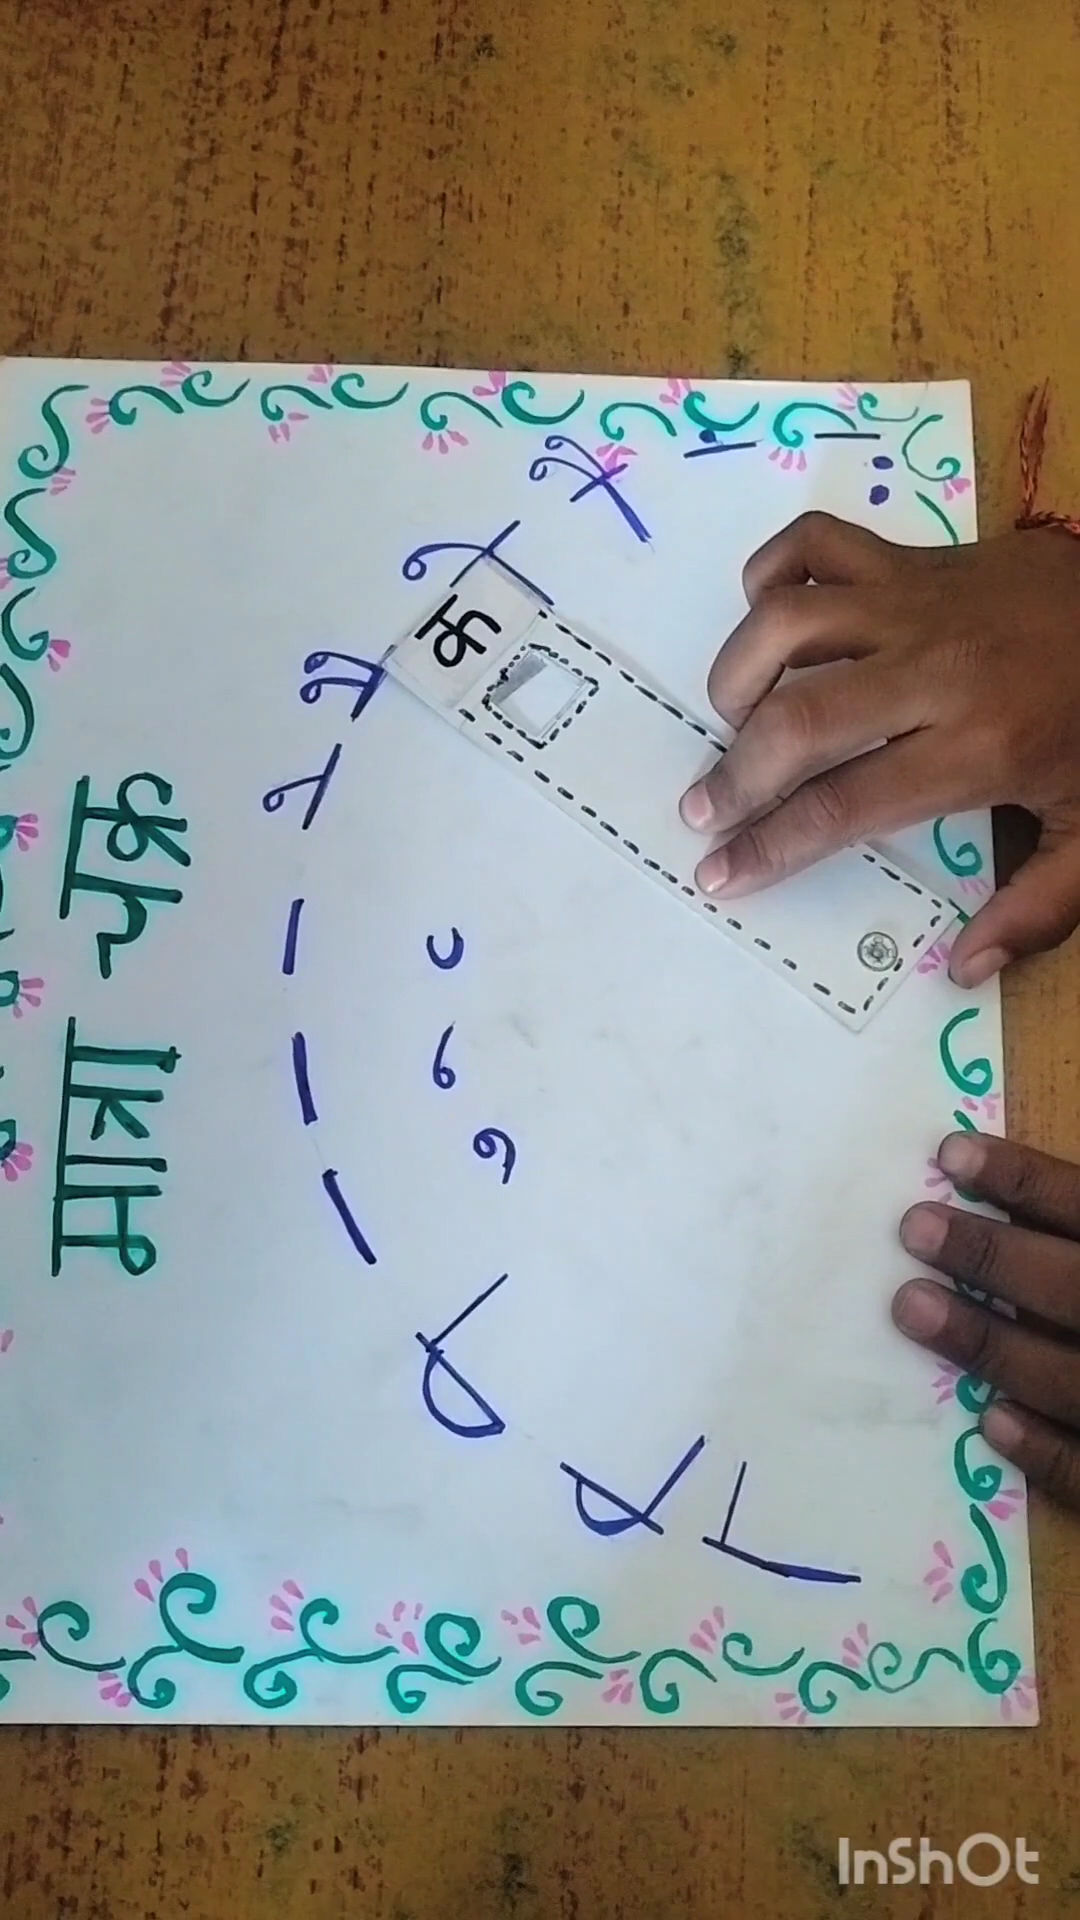 मात्रा चक्र
ा ि ी ु ू ृ े ै ो ौ ं ः
क
InShOt